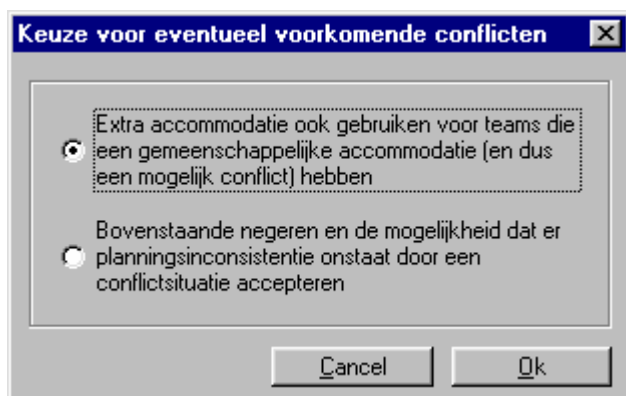 Keuze voor eventueel voorkomende conflicten
Extra accommodatie ook gebruiken voor teams die
een gemeenschappelijke accommodatie (en dus
een mogelijk conflict) hebben
Bovenstaande negeren en de mogelijkheid dat er
planningsinconsistentie onstaat door een
conflictsituatie accepteren
Cancel
Ok